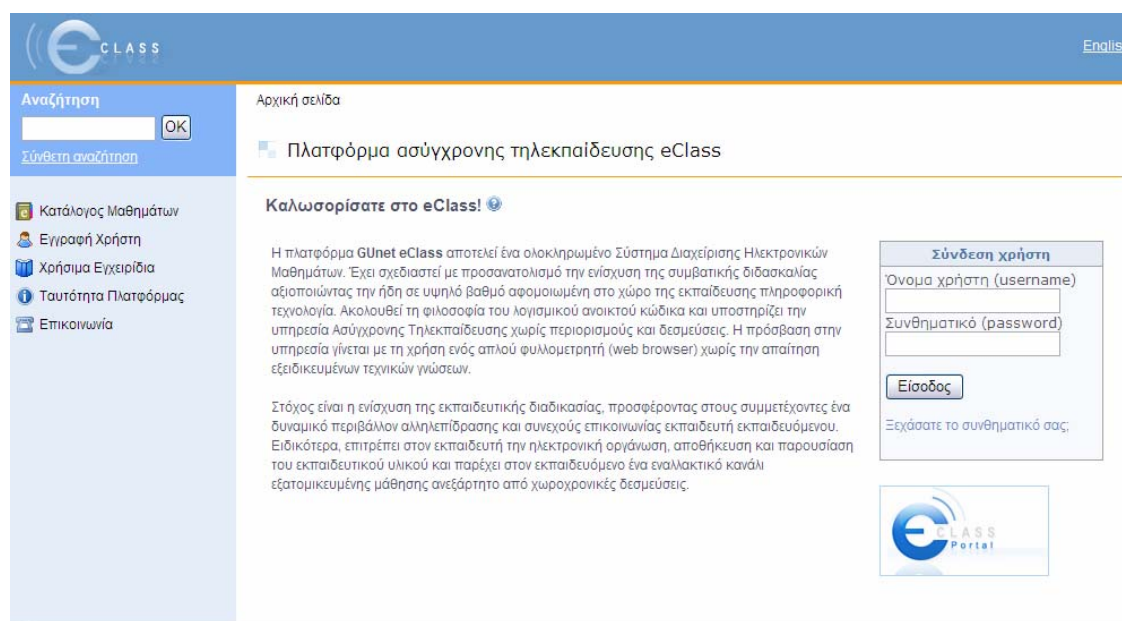 eCLASS
Englis
Αναζήτηση
OK
Σύνθετη αναζήτηση
Κατάλογος Μαθημάτων
Εγγραφή Χρήστη
Χρήσιμα Εγχειρίδια
Ταυτότητα Πλατφόρμας
Επικοινωνία
Αρχική σελίδα
Πλατφόρμα ασύγχρονης τηλεκπαίδευσης eClass
Καλωσορίσατε στο eClass!
Η πλατφόρμα GUnet eClass αποτελεί ένα ολοκληρωμένο Σύστημα Διαχείρισης Ηλεκτρονικών
Μαθημάτων. Έχει σχεδιαστεί με προσανατολισμό την ενίσχυση της συμβατικής διδασκαλίας
αξιοποιώντας την ήδη σε υψηλό βαθμό αφομοιωμένη στο χώρο της εκπαίδευσης πληροφορική
τεχνολογία. Ακολουθεί τη φιλοσοφία του λογισμικού ανοικτού κώδικα και υποστηρίζει την
υπηρεσία Ασύγχρονης Τηλεκπαίδευσης χωρίς περιορισμούς και δεσμεύσεις. Η πρόσβαση στην
υπηρεσία γίνεται με τη χρήση ενός απλού φυλλομετρητή (web browser) χωρίς την απαίτηση
εξειδικευμένων τεχνικών γνώσεων.
Στόχος είναι η ενίσχυση της εκπαιδευτικής διαδικασίας, προσφέροντας στους συμμετέχοντες ένα
δυναμικό περιβάλλον αλληλεπίδρασης και συνεχούς επικοινωνίας εκπαιδευτή εκπαιδευόμενου.
Ειδικότερα, επιτρέπει στον εκπαιδευτή την ηλεκτρονική οργάνωση, αποθήκευση και παρουσίαση
του εκπαιδευτικού υλικού και παρέχει στον εκπαιδευόμενο ένα εναλλακτικό κανάλι
εξατομικευμένης μάθησης ανεξάρτητο από χωροχρονικές δεσμεύσεις.
Σύνδεση χρήστη
Όνομα χρήστη (username)
Συνθηματικό (password)
Είσοδος
Ξεχάσατε το συνθηματικό σας;
eCLASS
Portal